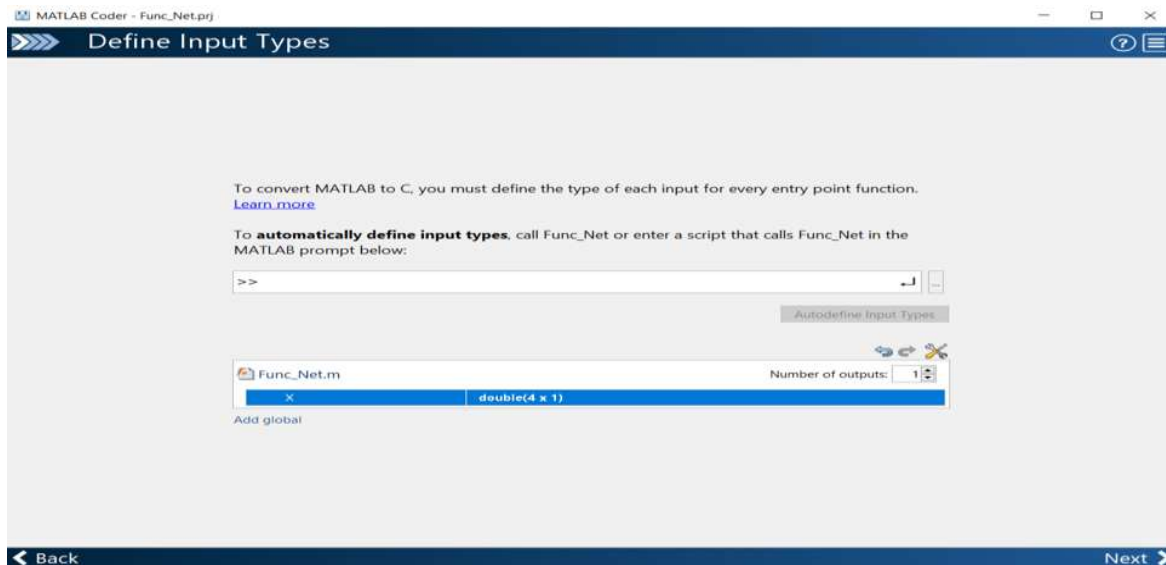 MATLAB Coder - Func_Net.prj
Define Input Types
To convert MATLAB to C, you must define the type of each input for every entry point function.
Learn more
To automatically define input types, call Func_Net or enter a script that calls Func_Net in the
MATLAB prompt below:
>>
...
Autodefine Input Types
Func_Net.m Number of outputs: 1
X double(4 x 1)
Add global
Back Next